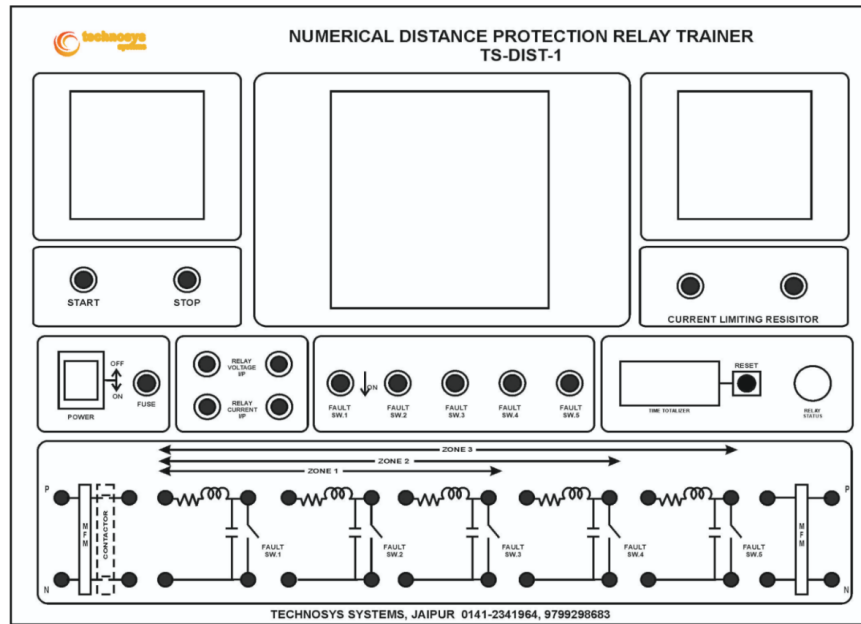 technosys
systems
NUMERICAL DISTANCE PROTECTION RELAY TRAINER
TS-DIST-1
START
STOP
CURRENT LIMITING RESISITOR
OFF
ON
POWER
FUSE
RELAY
VOLTAGE
I/P
RELAY
CURRENT
I/P
ON
FAULT
SW.1
FAULT
SW.2
FAULT
SW.3
FAULT
SW.4
FAULT
SW.5
RESET
TIME TOTALIZER
RELAY
STATUS
ZONE 3
ZONE 2
ZONE 1
P
N
MFM
CONTACTOR
FAULT
SW.1
FAULT
SW.2
FAULT
SW.3
FAULT
SW.4
FAULT
SW.5
MFM
P
N
TECHNOSYS SYSTEMS, JAIPUR 0141-2341964, 9799298683